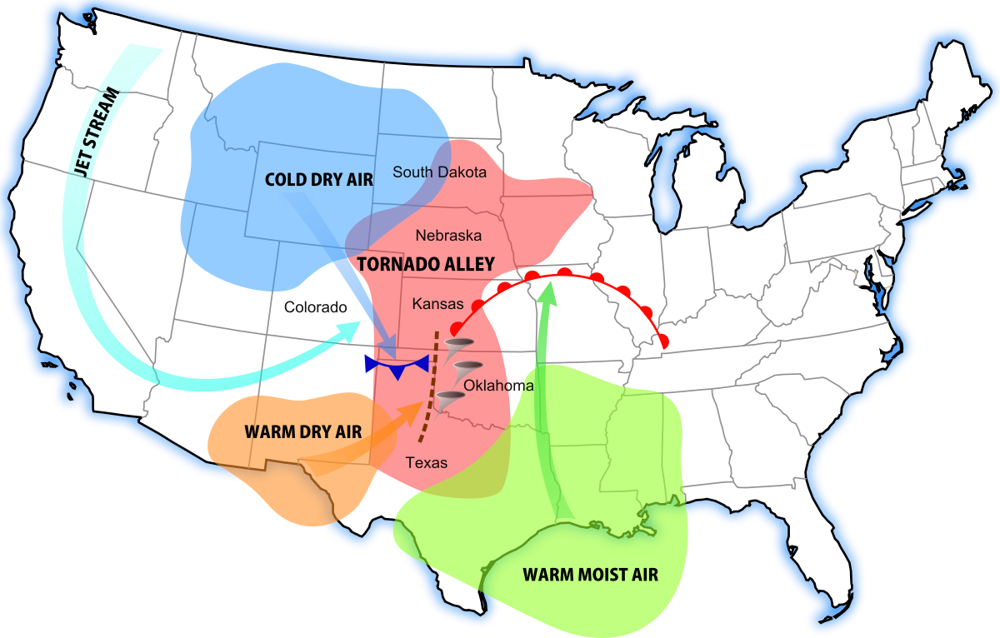 JET STREAM
COLD DRY AIR
South Dakota
Nebraska
TORNADO ALLEY
Colorado
Kansas
Oklahoma
WARM DRY AIR
Texas
WARM MOIST AIR